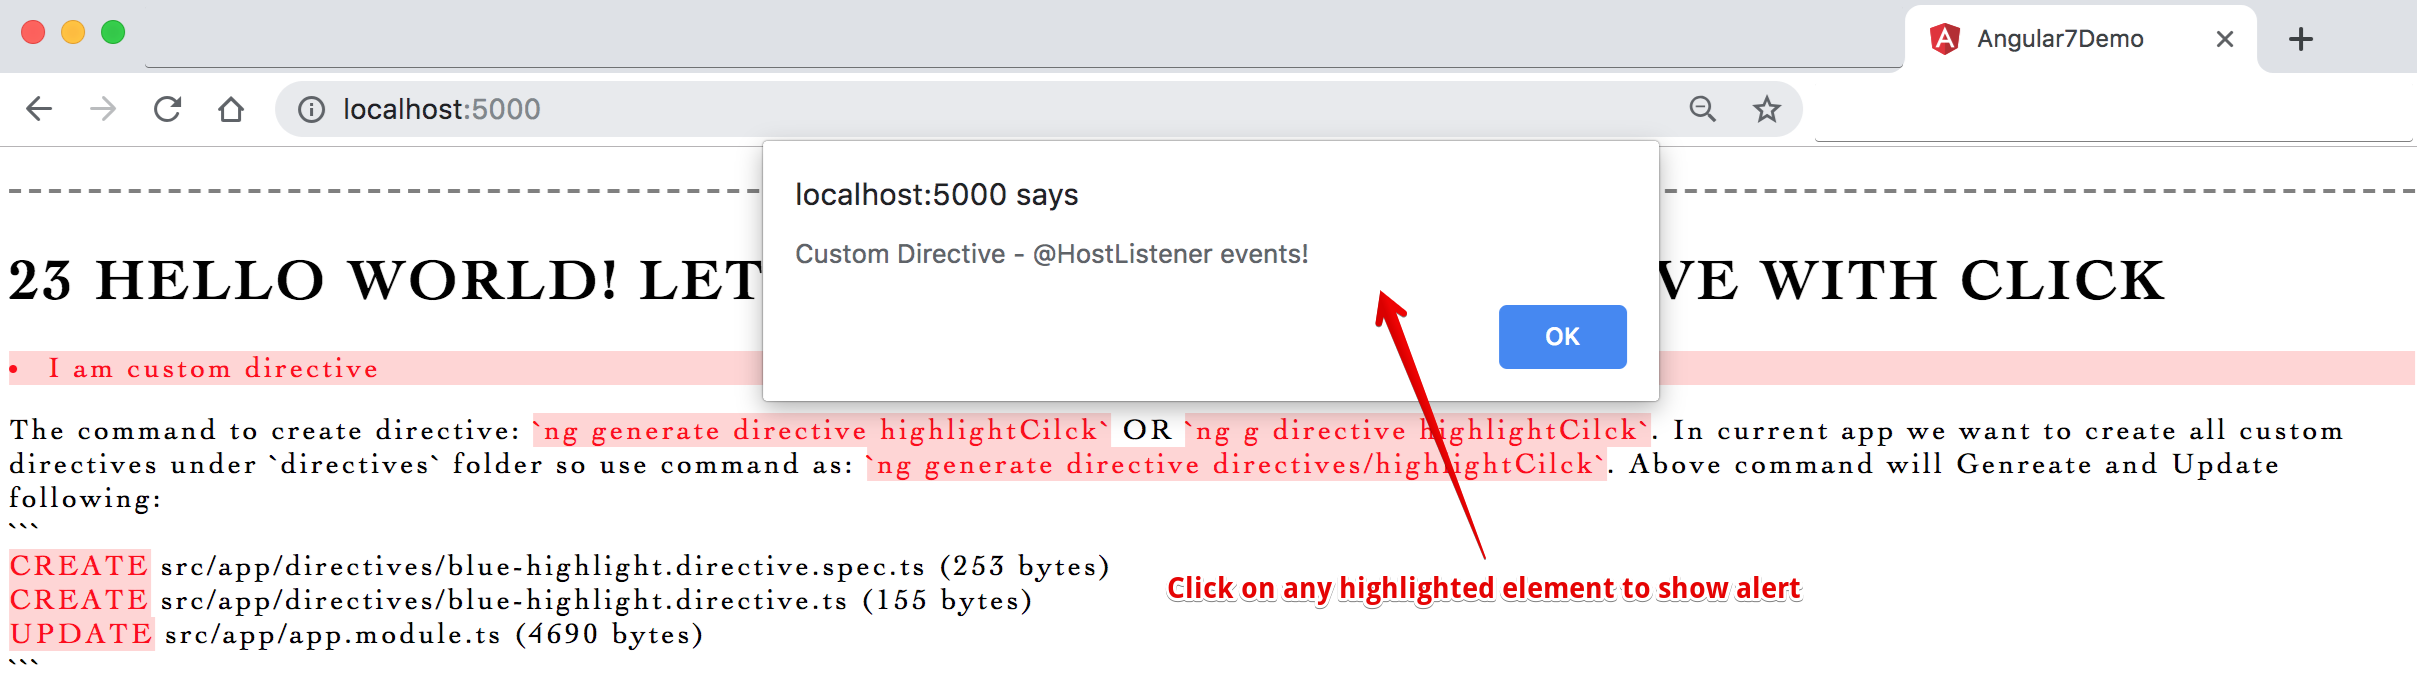 Angular7Demo
localhost:5000
localhost:5000 says
Custom Directive - @HostListener events!
OK
23 HELLO WORLD! LET VE WITH CLICK
• I am custom directive
The command to create directive: `ng generate directive highlightCilck` OR `ng g directive highlightCilck`. In current app we want to create all custom
directives under `directives` folder so use command as: `ng generate directive directives/highlightCilck`. Above command will Genreate and Update
following:
```
CREATE src/app/directives/blue-highlight.directive.spec.ts (253 bytes)
CREATE src/app/directives/blue-highlight.directive.ts (155 bytes)
Click on any highlighted element to show alert
UPDATE src/app/app.module.ts (4690 bytes)
```